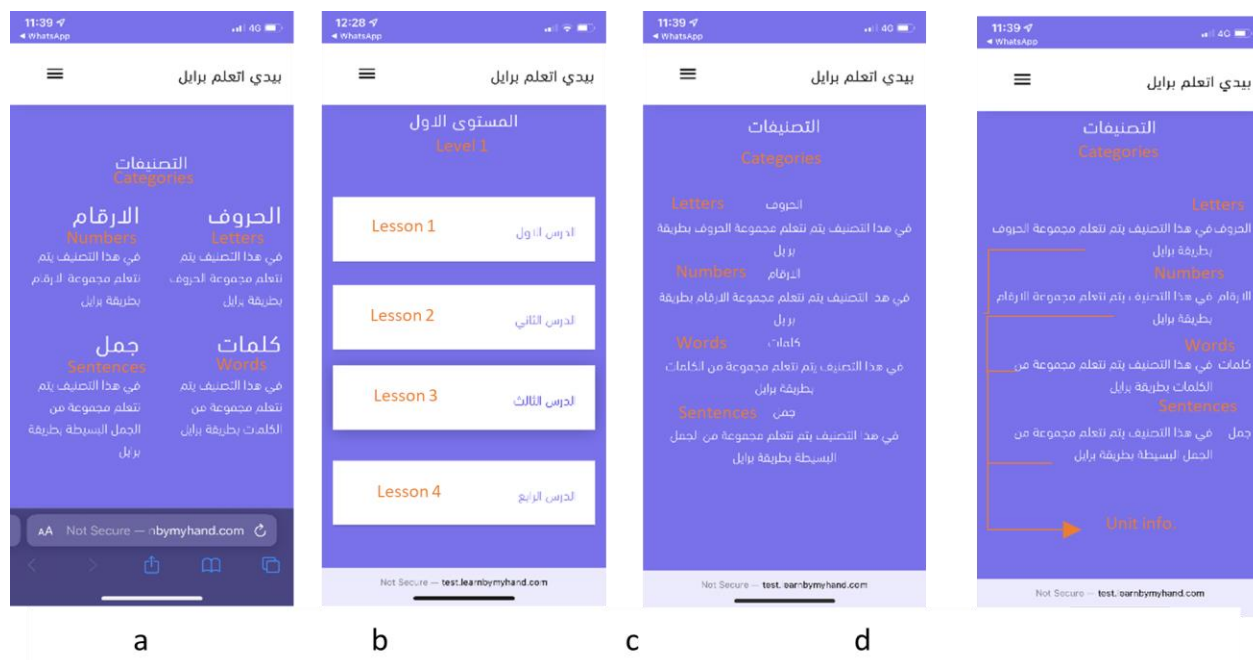 11:39
4G
◄ WhatsApp
بيدي اتعلم برايل
التصنيفات
Categories
الحروف
Letters
في هذا التصنيف يتم
نتعلم مجموعة الحروف
بطريقة برايل
الارقام
Numbers
في هذا التصنيف يتم
نتعلم مجموعة الارقام
بطريقة برايل
كلمات
Words
في هذا التصنيف يتم
نتعلم مجموعة من
الكلمات بطريقة برايل
جمل
Sentences
في هذا التصنيف يتم
نتعلم مجموعة من
الجمل البسيطة بطريقة
برايل
AA Not Secure — nbymyhand.com
a
12:28
◄ WhatsApp
بيدي اتعلم برايل
المستوى الاول
Level 1
الدرس الاول
Lesson 1
الدرس الثاني
Lesson 2
الدرس الثالث
Lesson 3
الدرس الرابع
Lesson 4
Not Secure — test.learnbymyhand.com
b
11:39
4G
◄ WhatsApp
بيدي اتعلم برايل
التصنيفات
Categories
الحروف Letters
في هذا التصنيف يتم نتعلم مجموعة الحروف بطريقة
برايل
الارقام Numbers
في هذا التصنيف يتم نتعلم مجموعة الارقام بطريقة
برايل
كلمات Words
في هذا التصنيف يتم نتعلم مجموعة من الكلمات
بطريقة برايل
جمل Sentences
في هذا التصنيف يتم نتعلم مجموعة من الجمل
البسيطة بطريقة برايل
Not Secure — test.learnbymyhand.com
c
11:39
4G
◄ WhatsApp
بيدي اتعلم برايل
التصنيفات
Categories
Letters
الحروف في هذا التصنيف يتم نتعلم مجموعة الحروف
بطريقة برايل
Numbers
الارقام في هذا التصنيف يتم نتعلم مجموعة الارقام
بطريقة برايل
Words
كلمات في هذا التصنيف يتم نتعلم مجموعة من
الكلمات بطريقة برايل
Sentences
جمل في هذا التصنيف يتم نتعلم مجموعة من
الجمل البسيطة بطريقة برايل
Unit info.
Not Secure — test.learnbymyhand.com
d